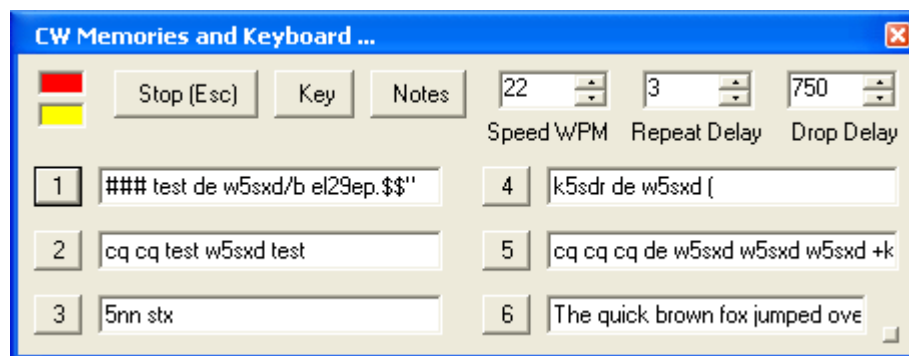 CW Memories and Keyboard ...
Stop (Esc) Key Notes 22 3 750
Speed WPM Repeat Delay Drop Delay
1 ### test de w5sxd/b el29ep.$$" 4 k5sdr de w5sxd (
2 cq cq test w5sxd test 5 cq cq cq de w5sxd w5sxd w5sxd +k
3 5nn stx 6 The quick brown fox jumped ove